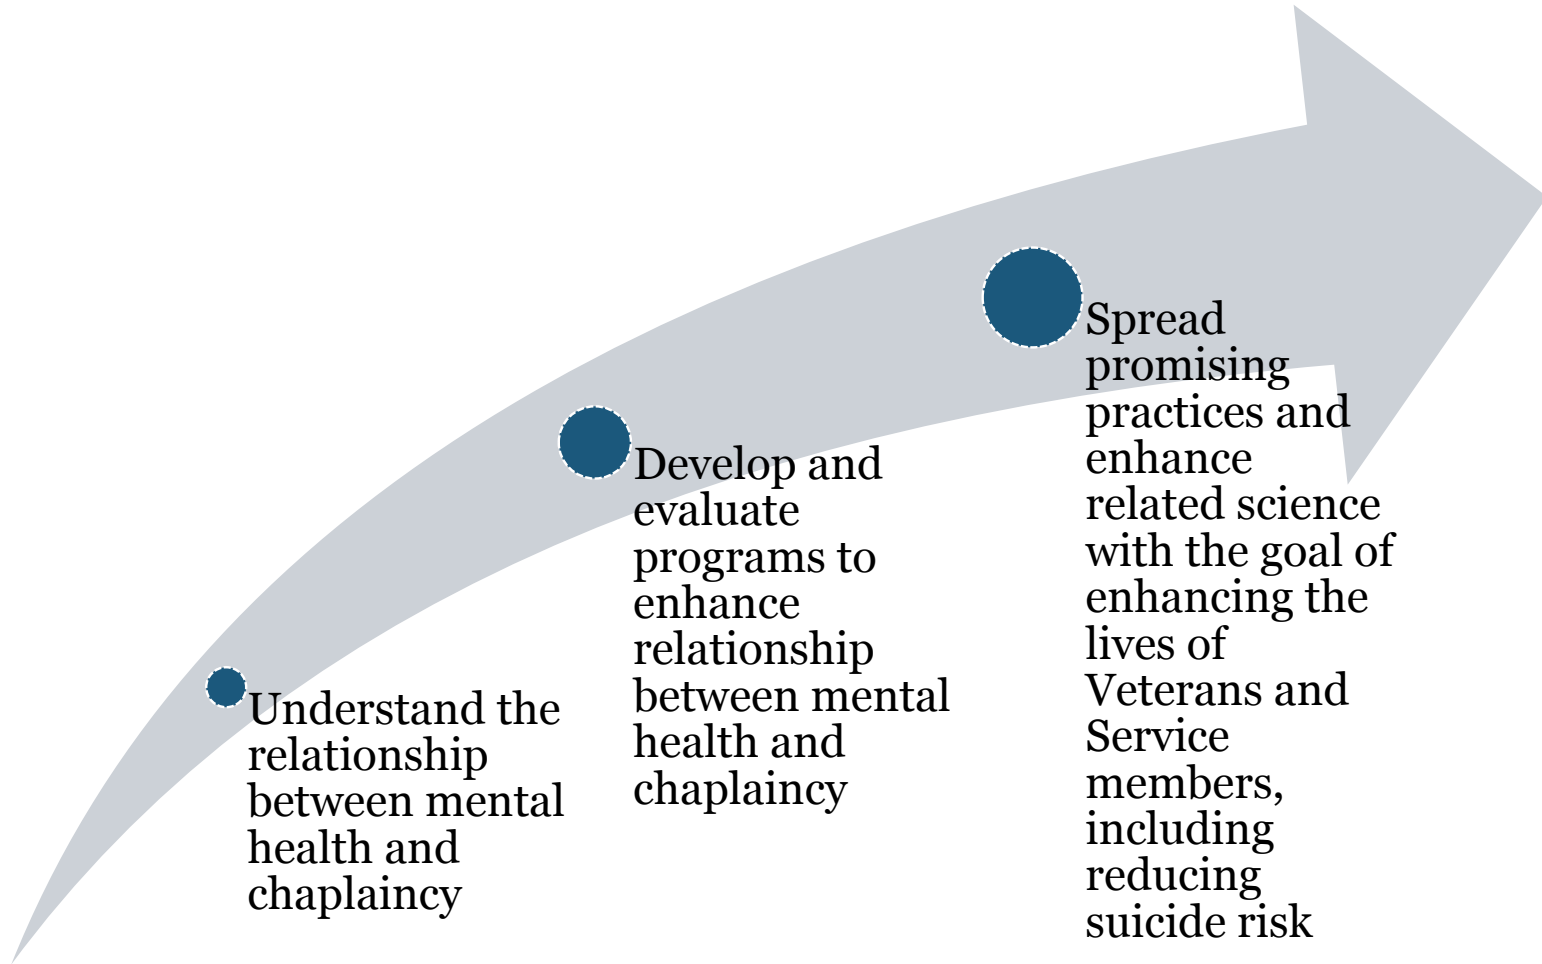 Understand the
relationship
between mental
health and
chaplaincy
Develop and
evaluate
programs to
enhance
relationship
between mental
health and
chaplaincy
Spread
promising
practices and
enhance
related science
with the goal of
enhancing the
lives of
Veterans and
Service
members,
including
reducing
suicide risk